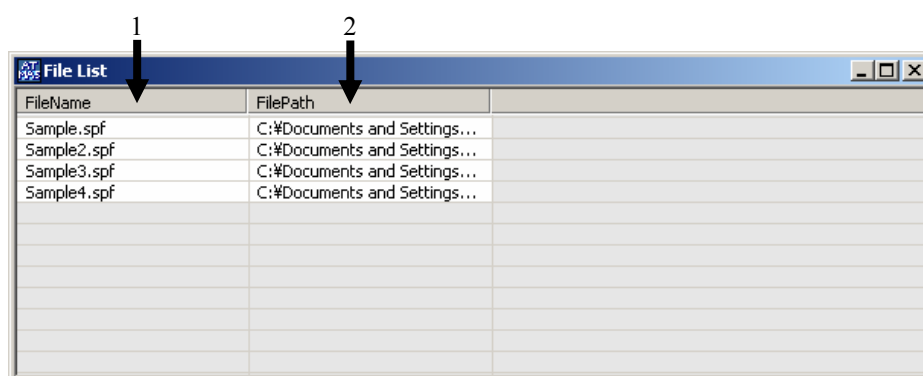 1 2
File List
FileName FilePath
Sample.spf C:¥Documents and Settings...
Sample2.spf C:¥Documents and Settings...
Sample3.spf C:¥Documents and Settings...
Sample4.spf C:¥Documents and Settings...